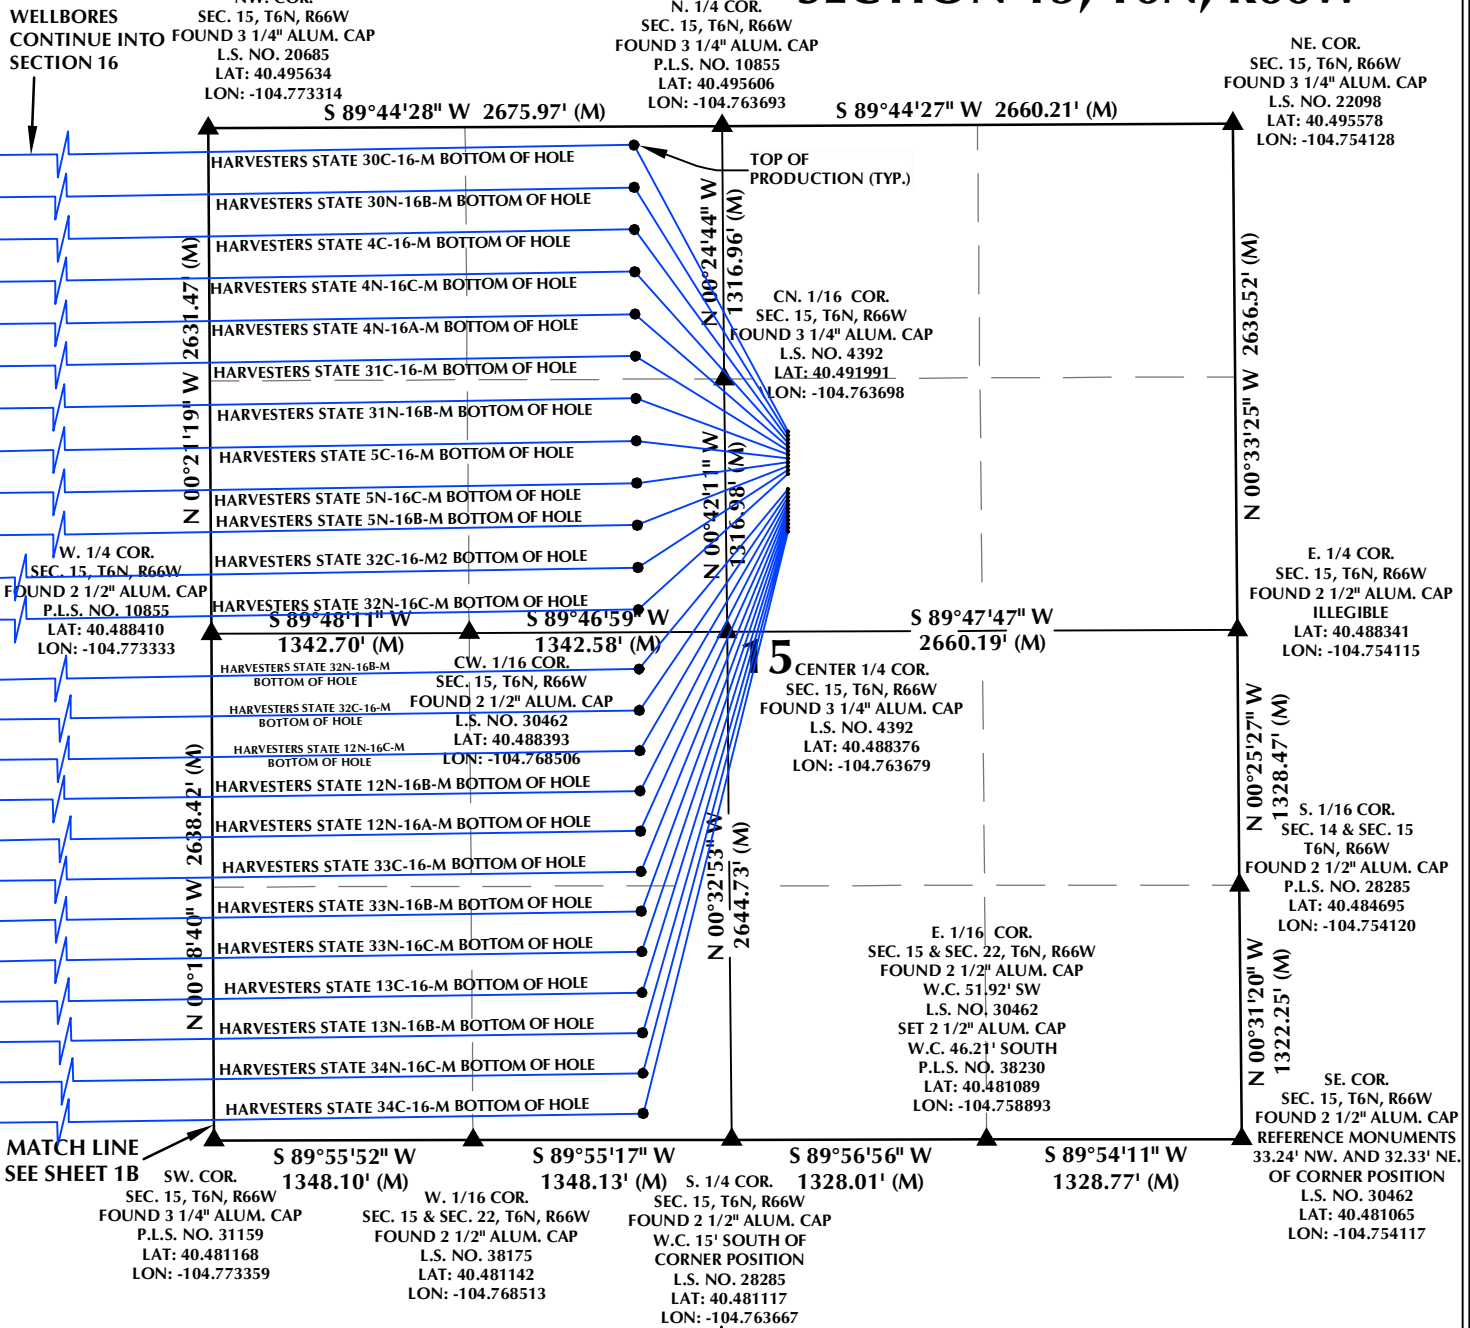 SECTION 15, T6N, R66W
WELLBORES
CONTINUE INTO
SECTION 16
NW. COR.
SEC. 15, T6N, R66W
FOUND 3 1/4" ALUM. CAP
L.S. NO. 20685
LAT: 40.495634
LON: -104.773314
N. 1/4 COR.
SEC. 15, T6N, R66W
FOUND 3 1/4" ALUM. CAP
P.L.S. NO. 10855
LAT: 40.495606
LON: -104.763693
NE. COR.
SEC. 15, T6N, R66W
FOUND 3 1/4" ALUM. CAP
L.S. NO. 22098
LAT: 40.495578
LON: -104.754128
S 89°44'28" W 2675.97' (M)
S 89°44'27" W 2660.21' (M)
TOP OF
PRODUCTION (TYP.)
HARVESTERS STATE 30C-16-M BOTTOM OF HOLE
HARVESTERS STATE 30N-16B-M BOTTOM OF HOLE
HARVESTERS STATE 4C-16-M BOTTOM OF HOLE
HARVESTERS STATE 4N-16C-M BOTTOM OF HOLE
HARVESTERS STATE 4N-16A-M BOTTOM OF HOLE
HARVESTERS STATE 31C-16-M BOTTOM OF HOLE
HARVESTERS STATE 31N-16B-M BOTTOM OF HOLE
HARVESTERS STATE 5C-16-M BOTTOM OF HOLE
HARVESTERS STATE 5N-16C-M BOTTOM OF HOLE
HARVESTERS STATE 5N-16B-M BOTTOM OF HOLE
HARVESTERS STATE 32C-16-M2 BOTTOM OF HOLE
HARVESTERS STATE 32N-16C-M BOTTOM OF HOLE
N 00°21'19" W 2631.47' (M)
N 00°24'44" W
1316.96' (M)
CN. 1/16 COR.
SEC. 15, T6N, R66W
FOUND 3 1/4" ALUM. CAP
L.S. NO. 4392
LAT: 40.491991
LON: -104.763698
N 00°42'11" W
1316.98' (M)
N 00°33'25" W 2636.52' (M)
W. 1/4 COR.
SEC. 15, T6N, R66W
FOUND 2 1/2" ALUM. CAP
P.L.S. NO. 10855
LAT: 40.488410
LON: -104.773333
E. 1/4 COR.
SEC. 15, T6N, R66W
FOUND 2 1/2" ALUM. CAP
ILLEGIBLE
LAT: 40.488341
LON: -104.754115
S 89°48'11" W
1342.70' (M)
S 89°46'59" W
1342.58' (M)
S 89°47'47" W
2660.19' (M)
15
CW. 1/16 COR.
SEC. 15, T6N, R66W
FOUND 2 1/2" ALUM. CAP
L.S. NO. 30462
LAT: 40.488393
LON: -104.768506
CENTER 1/4 COR.
SEC. 15, T6N, R66W
FOUND 3 1/4" ALUM. CAP
L.S. NO. 4392
LAT: 40.488376
LON: -104.763679
HARVESTERS STATE 32N-16B-M
BOTTOM OF HOLE
HARVESTERS STATE 32C-16-M
BOTTOM OF HOLE
HARVESTERS STATE 12N-16C-M
BOTTOM OF HOLE
HARVESTERS STATE 12N-16B-M BOTTOM OF HOLE
HARVESTERS STATE 12N-16A-M BOTTOM OF HOLE
HARVESTERS STATE 33C-16-M BOTTOM OF HOLE
HARVESTERS STATE 33N-16B-M BOTTOM OF HOLE
HARVESTERS STATE 33N-16C-M BOTTOM OF HOLE
HARVESTERS STATE 13C-16-M BOTTOM OF HOLE
HARVESTERS STATE 13N-16B-M BOTTOM OF HOLE
HARVESTERS STATE 34N-16C-M BOTTOM OF HOLE
HARVESTERS STATE 34C-16-M BOTTOM OF HOLE
N 00°18'40" W 2638.42' (M)
N 00°32'53" W
2644.73' (M)
N 00°25'27" W
1328.47' (M)
S. 1/16 COR.
SEC. 14 & SEC. 15
T6N, R66W
FOUND 2 1/2" ALUM. CAP
P.L.S. NO. 28285
LAT: 40.484695
LON: -104.754120
E. 1/16 COR.
SEC. 15 & SEC. 22, T6N, R66W
FOUND 2 1/2" ALUM. CAP
W.C. 51.92' SW
L.S. NO. 30462
SET 2 1/2" ALUM. CAP
W.C. 46.21' SOUTH
P.L.S. NO. 38230
LAT: 40.481089
LON: -104.758893
N 00°31'20" W
1322.25' (M)
SE. COR.
SEC. 15, T6N, R66W
FOUND 2 1/2" ALUM. CAP
REFERENCE MONUMENTS
33.24' NW. AND 32.33' NE.
OF CORNER POSITION
L.S. NO. 30462
LAT: 40.481065
LON: -104.754117
MATCH LINE
SEE SHEET 1B
S 89°55'52" W
1348.10' (M)
S 89°55'17" W
1348.13' (M)
S 89°56'56" W
1328.01' (M)
S 89°54'11" W
1328.77' (M)
SW. COR.
SEC. 15, T6N, R66W
FOUND 3 1/4" ALUM. CAP
P.L.S. NO. 31159
LAT: 40.481168
LON: -104.773359
W. 1/16 COR.
SEC. 15 & SEC. 22, T6N, R66W
FOUND 2 1/2" ALUM. CAP
L.S. NO. 38175
LAT: 40.481142
LON: -104.768513
S. 1/4 COR.
SEC. 15, T6N, R66W
FOUND 2 1/2" ALUM. CAP
W.C. 15' SOUTH OF
CORNER POSITION
L.S. NO. 28285
LAT: 40.481117
LON: -104.763667